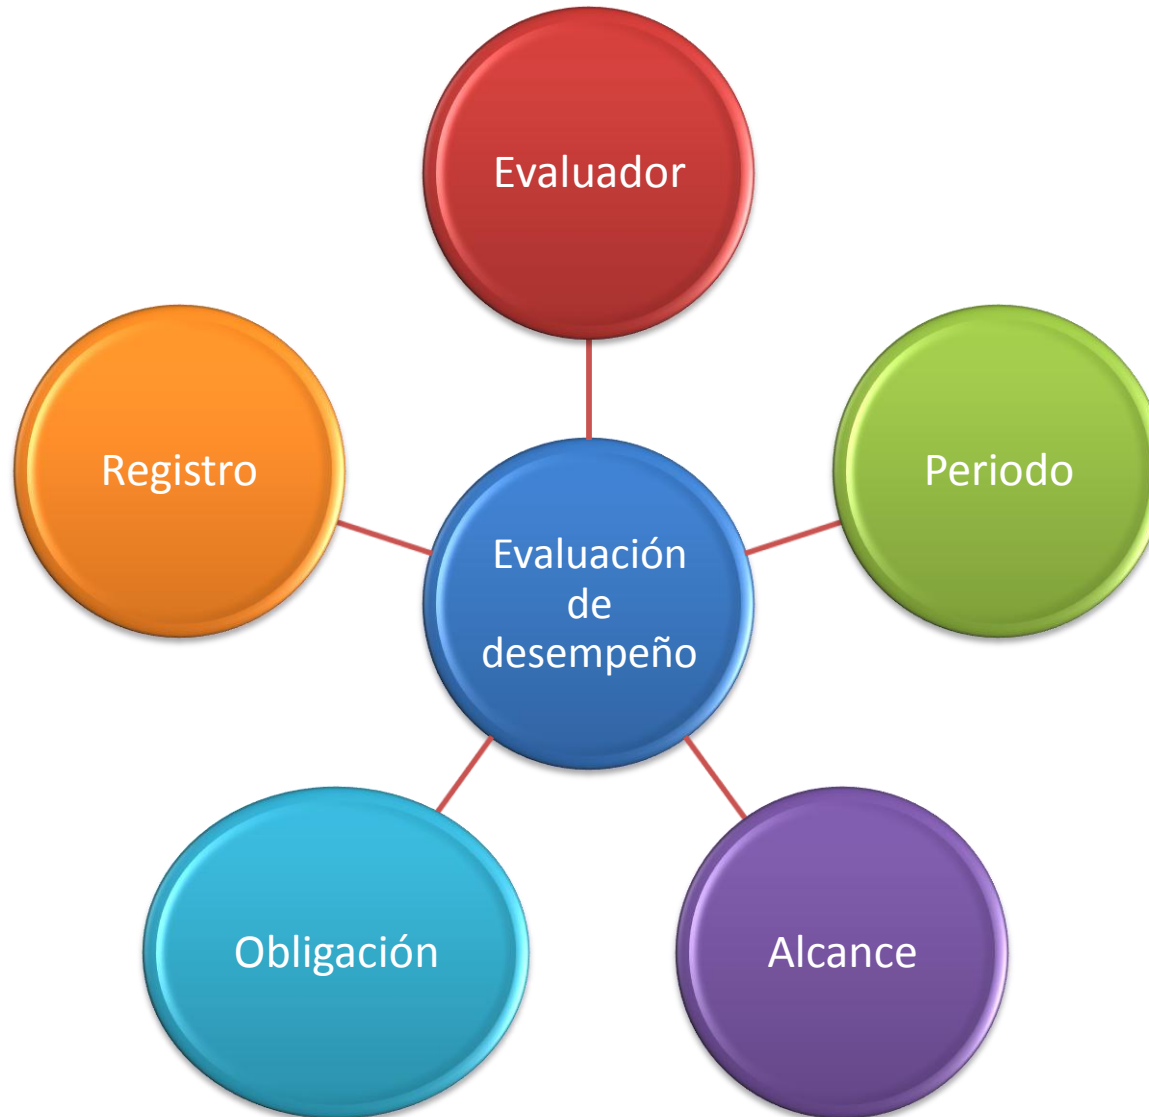 Evaluador
Registro
Periodo
Evaluación
de
desempeño
Obligación
Alcance